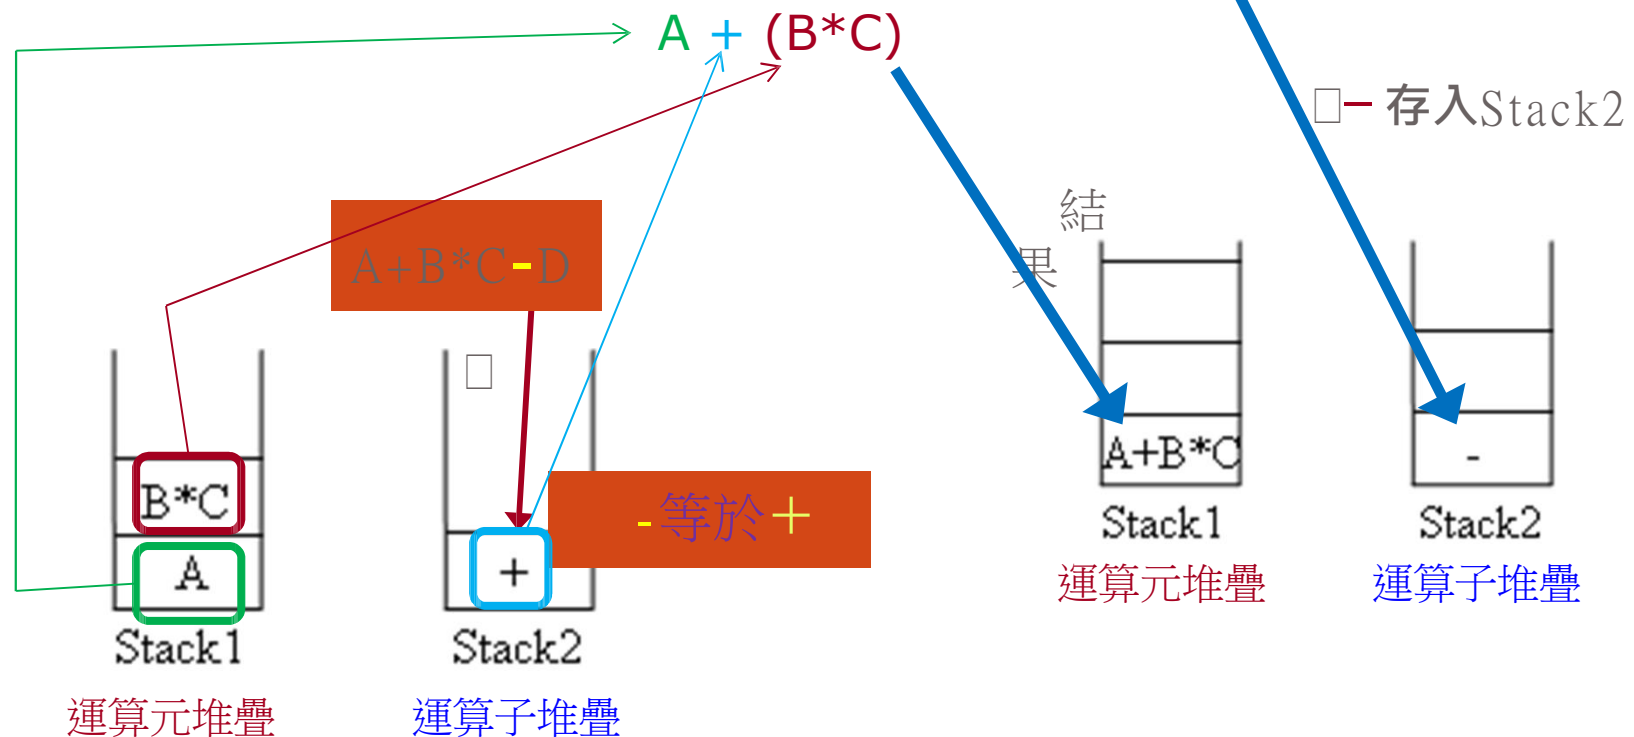 A + (B*C)
□− 存入Stack2
結
果
A+B*C-D
□
B*C
A
+
-等於+
A+B*C
-
Stack1
Stack2
運算元堆疊
運算子堆疊
Stack1
Stack2
運算元堆疊
運算子堆疊